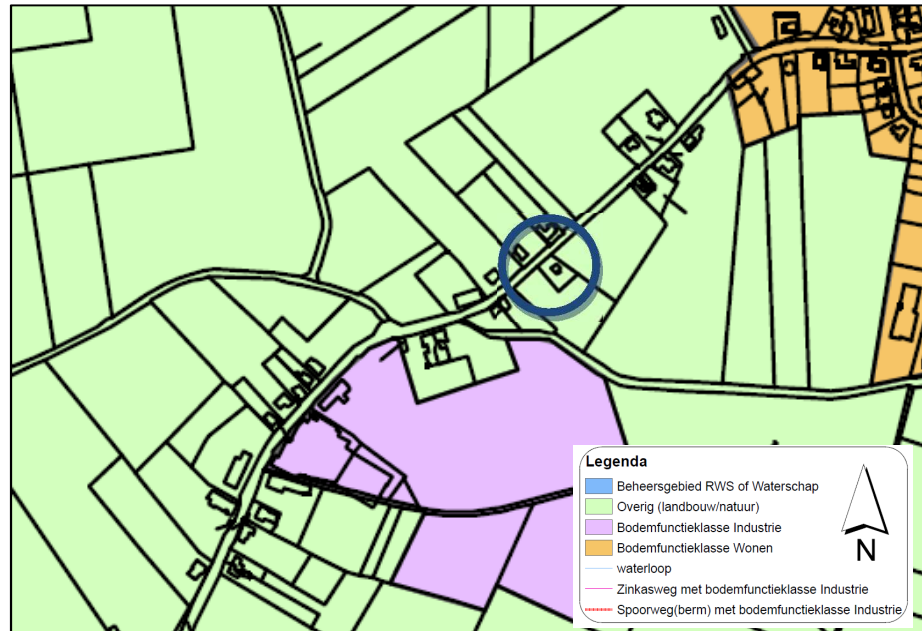 Legenda
Beheersgebied RWS of Waterschap
Overig (landbouw/natuur)
Bodemfunctieklasse Industrie
Bodemfunctieklasse Wonen
waterloop
Zinkasweg met bodemfunctieklasse Industrie
Spoorweg(berm) met bodemfunctieklasse Industrie
N